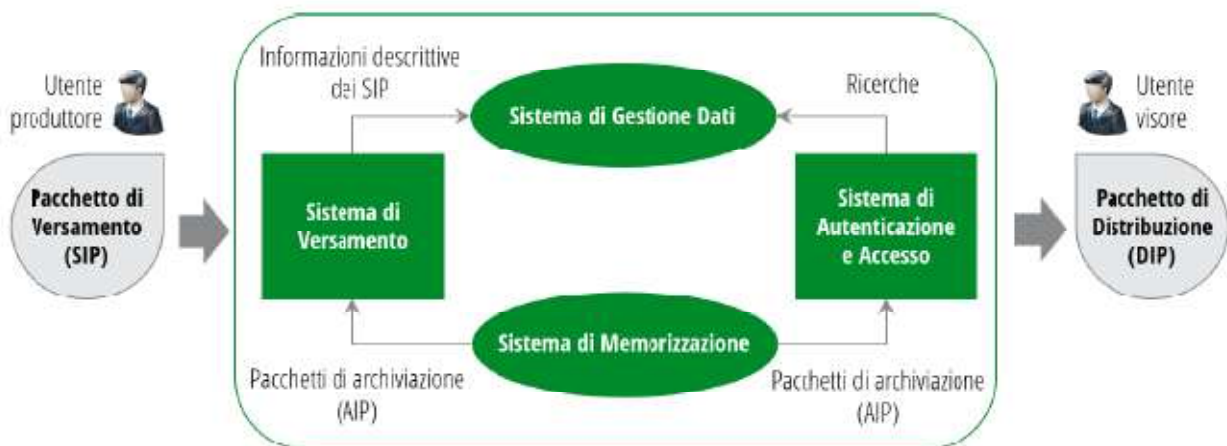 Utente
produttore
Pacchetto di
Versamento
(SIP)
Informazioni descrittive
dei SIP
Sistema di Gestione Dati
Ricerche
Sistema di
Versamento
Sistema di
Autenticazione
e Accesso
Sistema di Memorizzazione
Pacchetti di archiviazione
(AIP)
Pacchetti di archiviazione
(AIP)
Utente
visore
Pacchetto di
Distribuzione
(DIP)